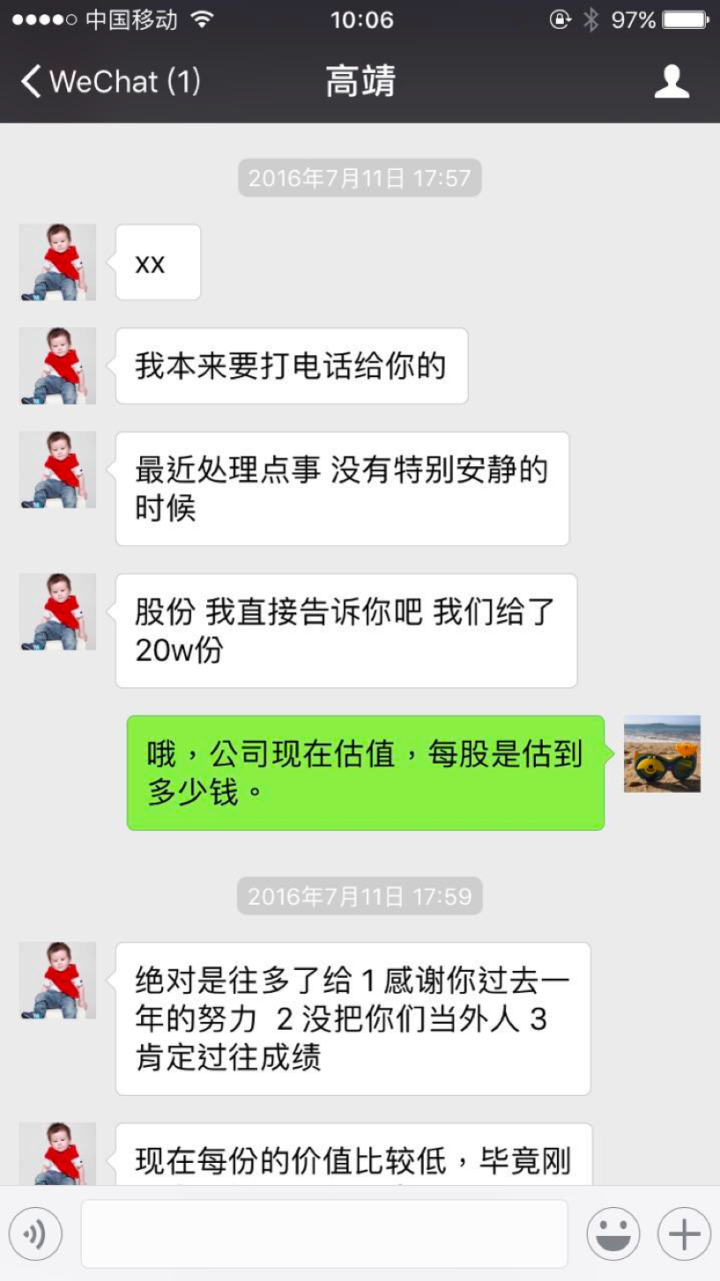 中国移动
10:06
97%
WeChat (1)
高靖
2016年7月11日 17:57
xx
我本来要打电话给你的
最近处理点事 没有特别安静的
时候
股份 我直接告诉你吧 我们给了
20w份
哦，公司现在估值，每股是估到
多少钱。
2016年7月11日 17:59
绝对是往多了给 1 感谢你过去一
年的努力 2 没把你们当外人 3
肯定过往成绩
现在每份的价值比较低，毕竟刚